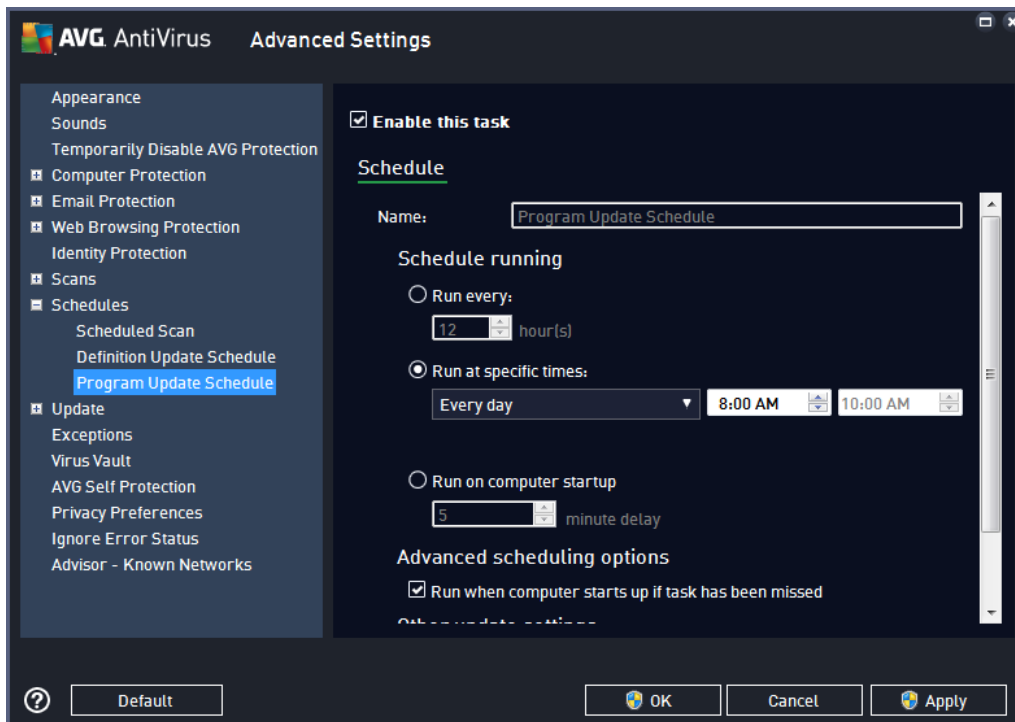 AVG. AntiVirus Advanced Settings
Appearance
Sounds
Temporarily Disable AVG Protection
Computer Protection
Email Protection
Web Browsing Protection
Identity Protection
Scans
Schedules
Scheduled Scan
Definition Update Schedule
Program Update Schedule
Update
Exceptions
Virus Vault
AVG Self Protection
Privacy Preferences
Ignore Error Status
Advisor - Known Networks
Enable this task
Schedule
Name: Program Update Schedule
Schedule running
Run every:
12 hour(s)
Run at specific times:
Every day 8:00 AM 10:00 AM
Run on computer startup
5 minute delay
Advanced scheduling options
Run when computer starts up if task has been missed
Other update settings
? Default OK Cancel Apply